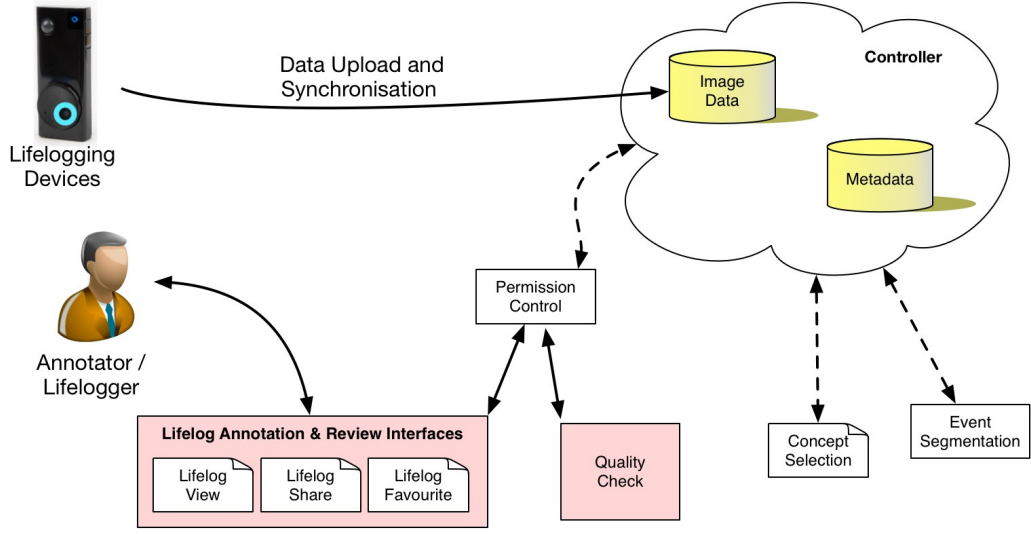 Data Upload and
Synchronisation
Controller
Image
Data
Metadata
Lifelogging
Devices
Permission
Control
Annotator /
Lifelogger
Lifelog Annotation & Review Interfaces
Lifelog
View
Lifelog
Share
Lifelog
Favourite
Quality
Check
Concept
Selection
Event
Segmentation